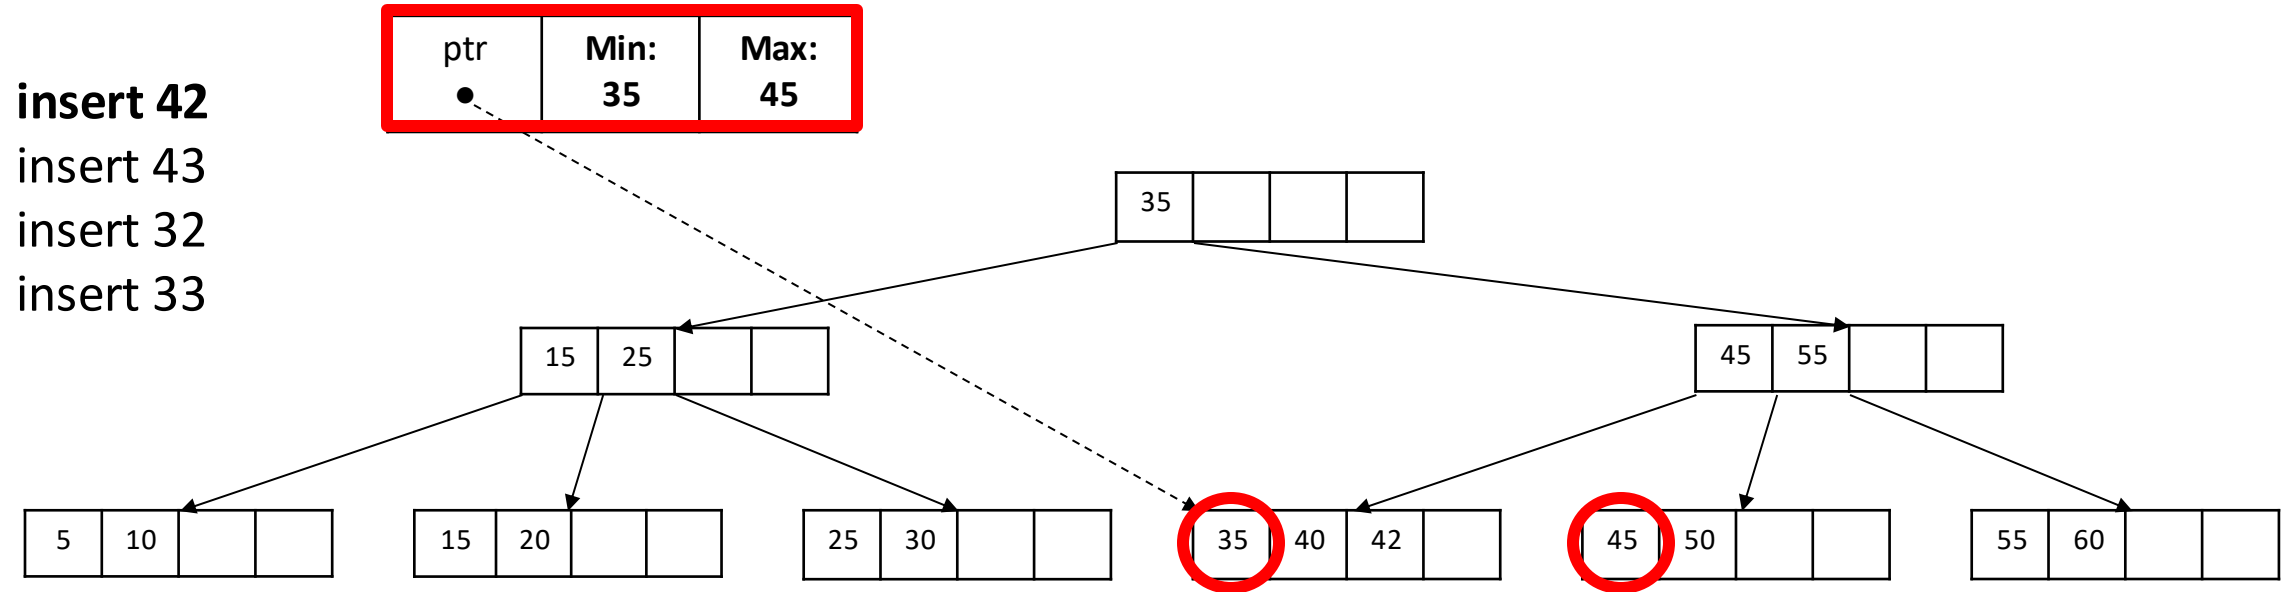 ptr Min: Max:
35 45
insert 42
insert 43
insert 32
insert 33
35
15 25
45 55
5 10
15 20
25 30
35 40 42
45 50
55 60